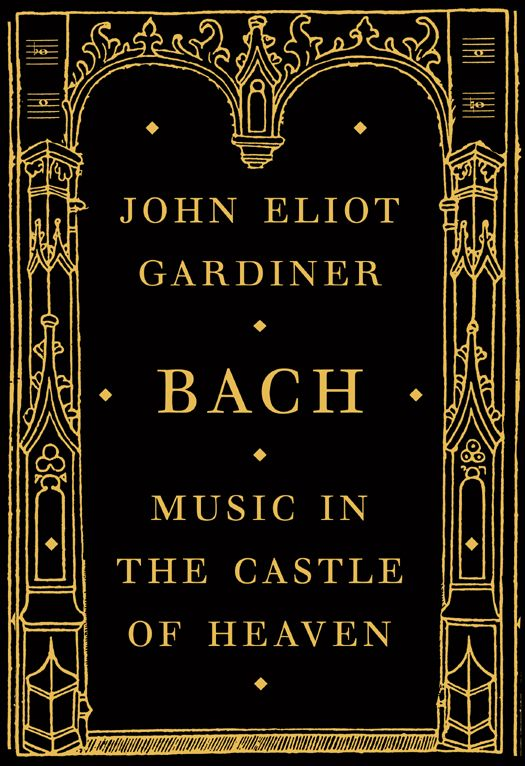 JOHN ELIOT
GARDINER
BACH
MUSIC IN
THE CASTLE
OF HEAVEN